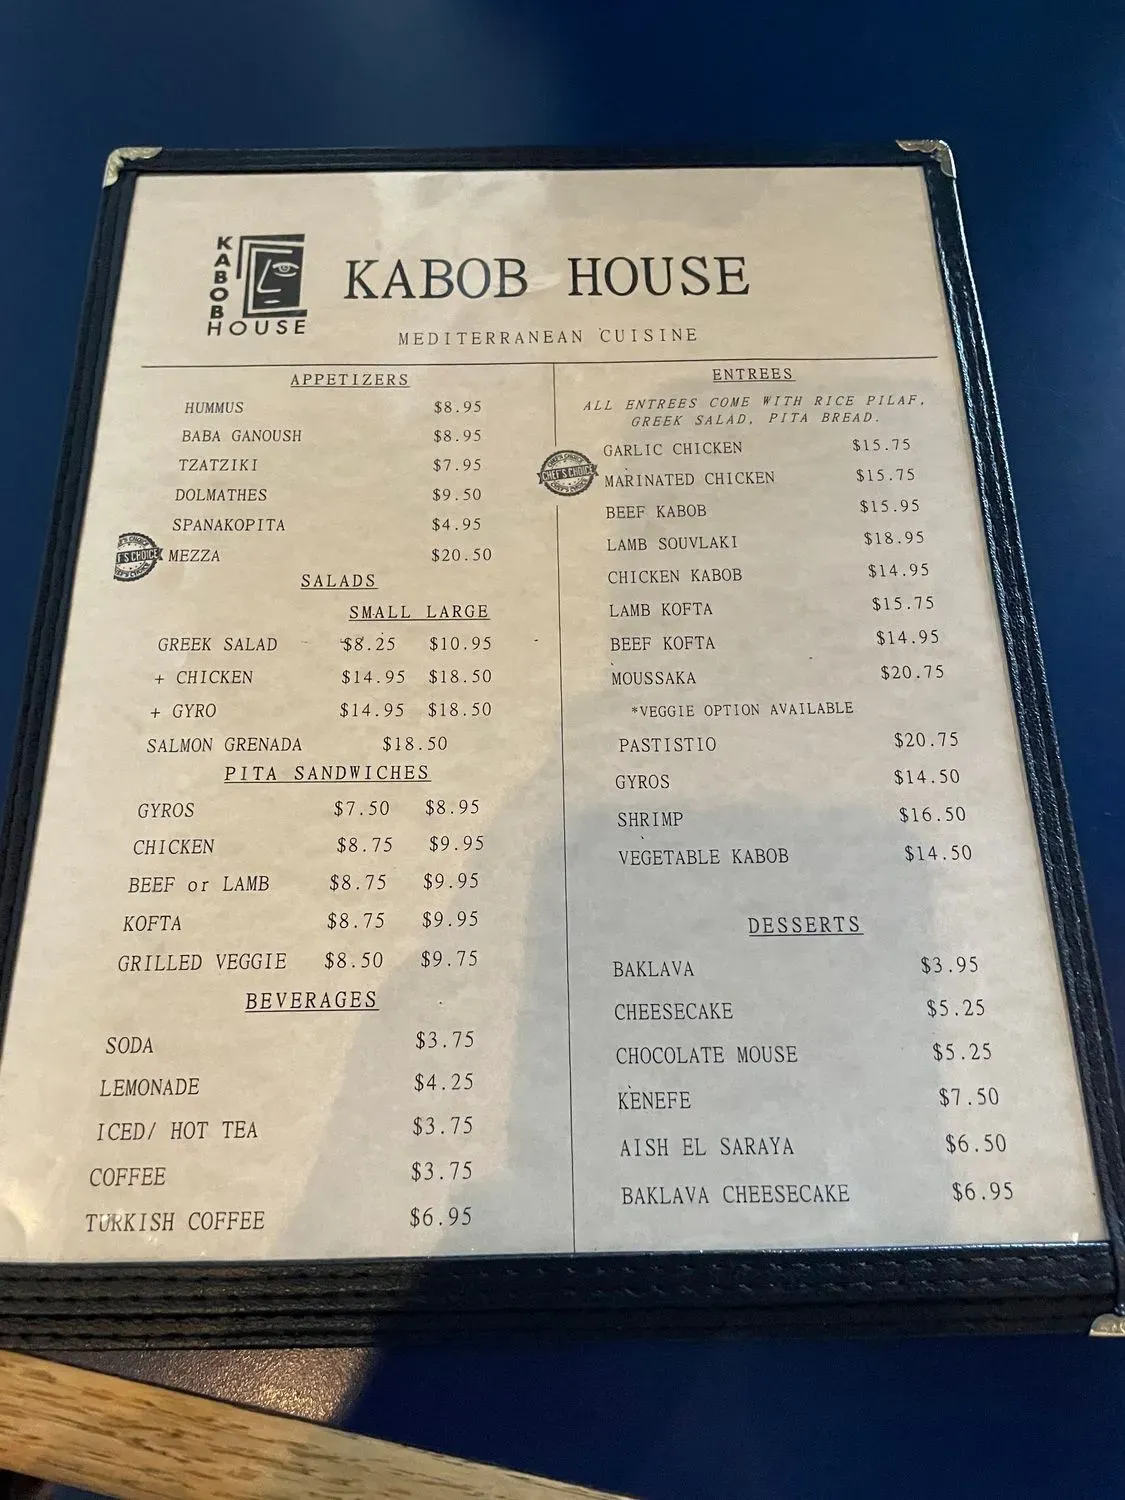 KABOB
HOUSE
KABOB HOUSE
MEDITERRANEAN CUISINE
APPETIZERS
HUMMUS $8.95
BABA GANOUSH $8.95
TZATZIKI $7.95
DOLMATHES $9.50
SPANAKOPITA $4.95
MEZZA $20.50
SALADS
SMALL LARGE
GREEK SALAD $8.25 $10.95
+ CHICKEN $14.95 $18.50
+ GYRO $14.95 $18.50
SALMON GRENADA $18.50
PITA SANDWICHES
GYROS $7.50 $8.95
CHICKEN $8.75 $9.95
BEEF or LAMB $8.75 $9.95
KOFTA $8.75 $9.95
GRILLED VEGGIE $8.50 $9.75
BEVERAGES
SODA $3.75
LEMONADE $4.25
ICED/ HOT TEA $3.75
COFFEE $3.75
TURKISH COFFEE $6.95
ENTREES
ALL ENTREES COME WITH RICE PILAF,
GREEK SALAD, PITA BREAD.
GARLIC CHICKEN $15.75
CHEF'S CHOICE
MARINATED CHICKEN $15.75
BEEF KABOB $15.95
LAMB SOUVLAKI $18.95
CHICKEN KABOB $14.95
LAMB KOFTA $15.75
BEEF KOFTA $14.95
MOUSSAKA $20.75
*VEGGIE OPTION AVAILABLE
PASTISTIO $20.75
GYROS $14.50
SHRIMP $16.50
VEGETABLE KABOB $14.50
DESSERTS
BAKLAVA $3.95
CHEESECAKE $5.25
CHOCOLATE MOUSE $5.25
KENEFE $7.50
AISH EL SARAYA $6.50
BAKLAVA CHEESECAKE $6.95